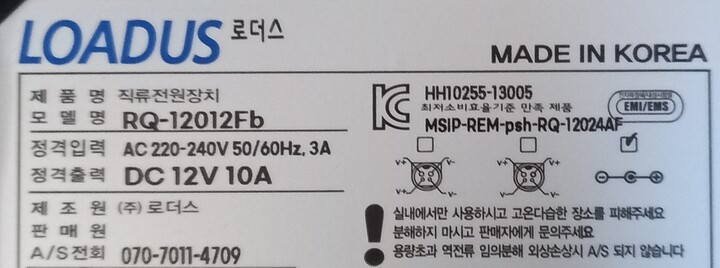 LOADUS 로더스
MADE IN KOREA
제 품 명 직류전원장치
모 델 명 RQ-12012Fb
정격입력 AC 220-240V 50/60Hz, 3A
정격출력 DC 12V 10A
제 조 원 (주) 로더스
판 매 원
A/S전화 070-7011-4709
HH10255-13005
최저소비효율기준 만족 제품
MSIP-REM-psh-RQ-12024AF
EMI/EMS
V+ V- V+ V-
V- V+ V- V+
실내에서만 사용하시고 고온다습한 장소를 피해주세요
분해하지 마시고 판매자에게 문의주세요
용량초과 역전류 임의분해 외상손상시 A/S 되지 않습니다